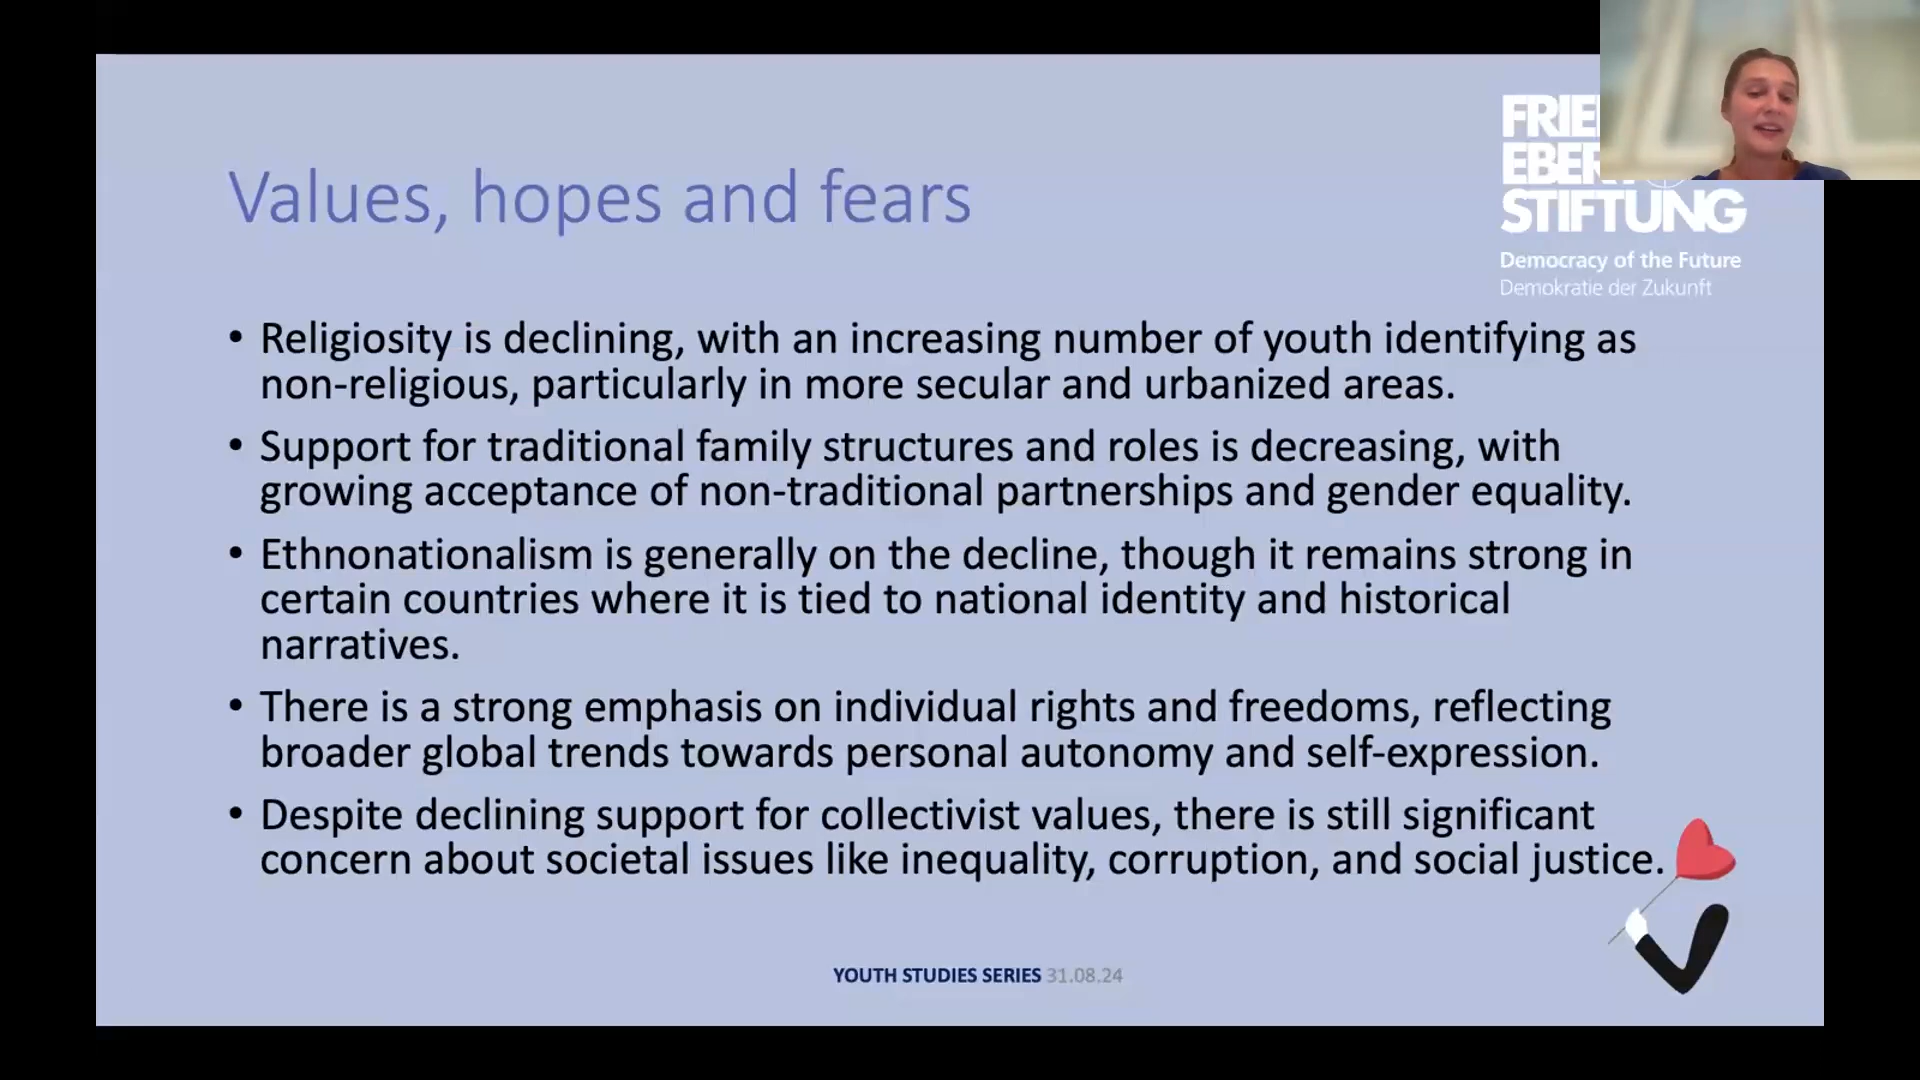 Values, hopes and fears
STIFTUNG
Democracy of the Future
Demokratie der Zukunft
• Religiosity is declining, with an increasing number of youth identifying as
non-religious, particularly in more secular and urbanized areas.
• Support for traditional family structures and roles is decreasing, with
growing acceptance of non-traditional partnerships and gender equality.
• Ethnonationalism is generally on the decline, though it remains strong in
certain countries where it is tied to national identity and historical
narratives.
• There is a strong emphasis on individual rights and freedoms, reflecting
broader global trends towards personal autonomy and self-expression.
• Despite declining support for collectivist values, there is still significant
concern about societal issues like inequality, corruption, and social justice.
YOUTH STUDIES SERIES 31.08.24